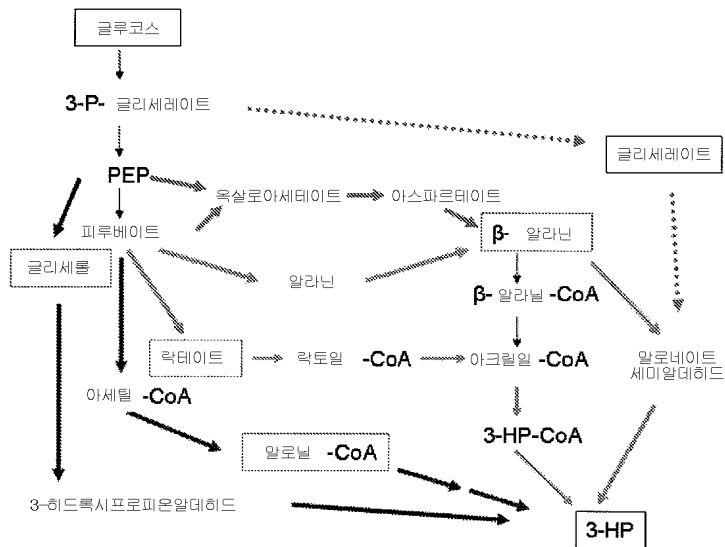 글루코스
3-P- 글리세레이트
글리세레이트
PEP
옥살로아세테이트
아스파르테이트
피루베이트
β- 알라닌
글리세롤
알라닌
β- 알라닐 -CoA
락테이트
락토일 -CoA
아크릴일 -CoA
말로네이트
세미알데히드
아세틸 -CoA
3-HP-CoA
말로닐 -CoA
3-히드록시프로피온알데히드
3-HP